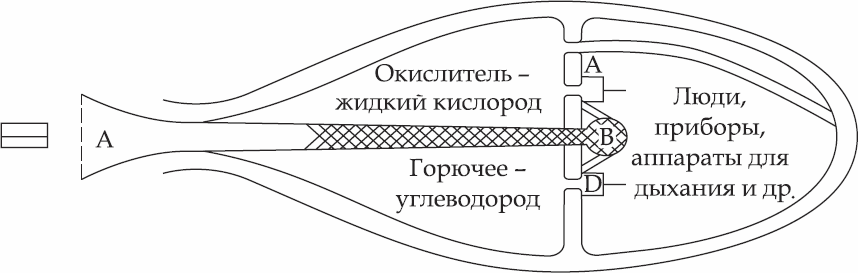 Окислитель –
жидкий кислород
Горючее –
углеводород
А
А
В
D
Люди,
приборы,
аппараты для
дыхания и др.